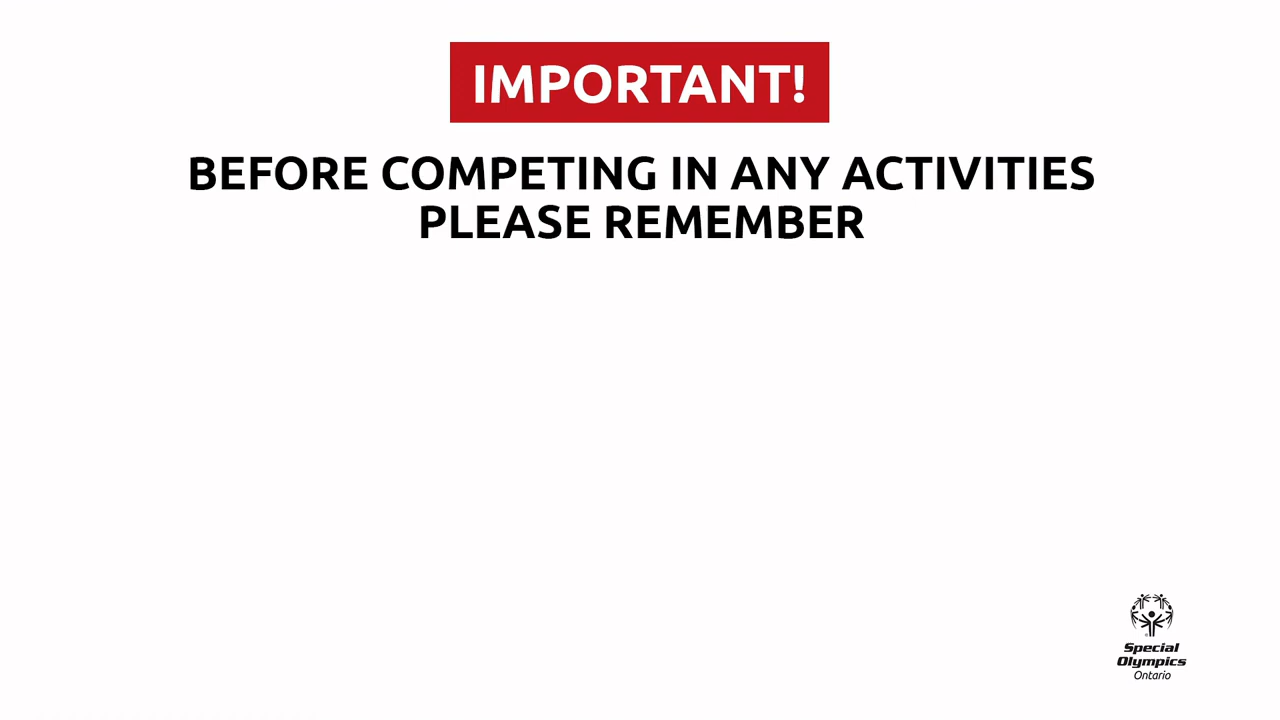 IMPORTANT!
BEFORE COMPETING IN ANY ACTIVITIES
PLEASE REMEMBER
Special
Olympics
Ontario